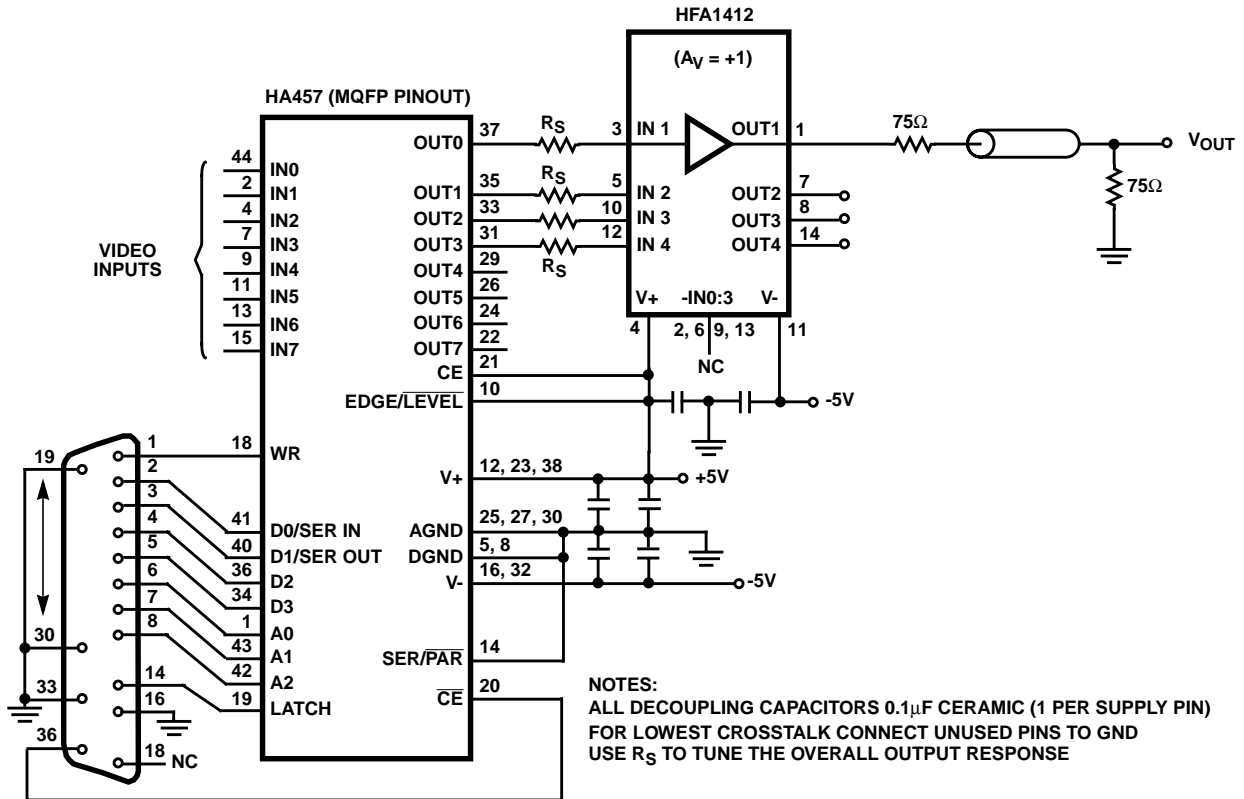 HFA1412
(AV = +1)
HA457 (MQFP PINOUT)
OUT0 37 RS 3 IN 1 OUT1 1 75Ω VOUT
75Ω
44 IN0
2 IN1
4 IN2
7 IN3
9 IN4
11 IN5
13 IN6
15 IN7
VIDEO
INPUTS
OUT1 35 RS 5 IN 2 OUT2 7
OUT2 33 10 IN 3 OUT3 8
OUT3 31 RS 12 IN 4 OUT4 14
OUT4 29
OUT5 26
OUT6 24
OUT7 22
V+ -IN0:3 V-
4 2, 6 9, 13 11
NC
CE 21
EDGE/LEVEL 10
-5V
V+ 12, 23, 38 +5V
AGND 25, 27, 30
DGND 5, 8
V- 16, 32 -5V
SER/PAR 14
CE 20
1 18 WR
19
2 41 D0/SER IN
3 40 D1/SER OUT
4 36 D2
5 34 D3
6 1 A0
7 43 A1
8 42 A2
30
14 19 LATCH
33
16
36
18 NC
NOTES:
ALL DECOUPLING CAPACITORS 0.1μF CERAMIC (1 PER SUPPLY PIN)
FOR LOWEST CROSSTALK CONNECT UNUSED PINS TO GND
USE RS TO TUNE THE OVERALL OUTPUT RESPONSE